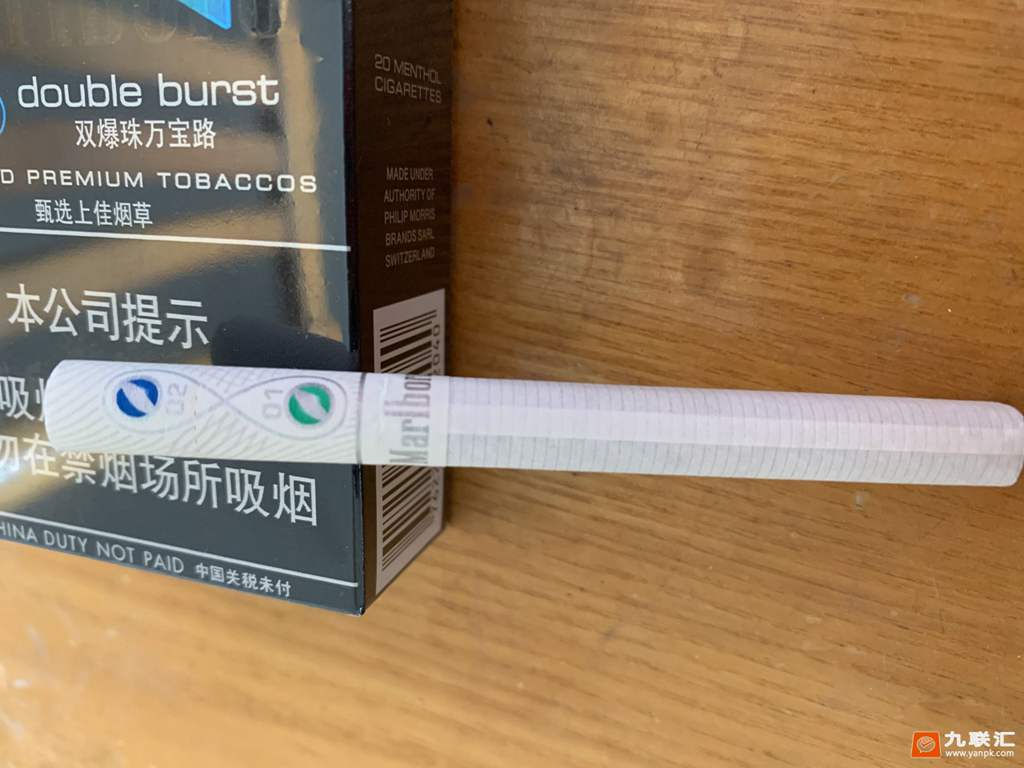 double burst
双爆珠万宝路
D PREMIUM TOBACCOS
甄选上佳烟草
本公司提示
吸
勿在禁烟场所吸烟
HINA DUTY NOT PAID 中国关税未付
20 MENTHOL
CIGARETTES
MADE UNDER
AUTHORITY OF
PHILIP MORRIS
BRANDS SARL
SWITZERLAND
02 01
Marlboro
九联汇
www.yanpk.com